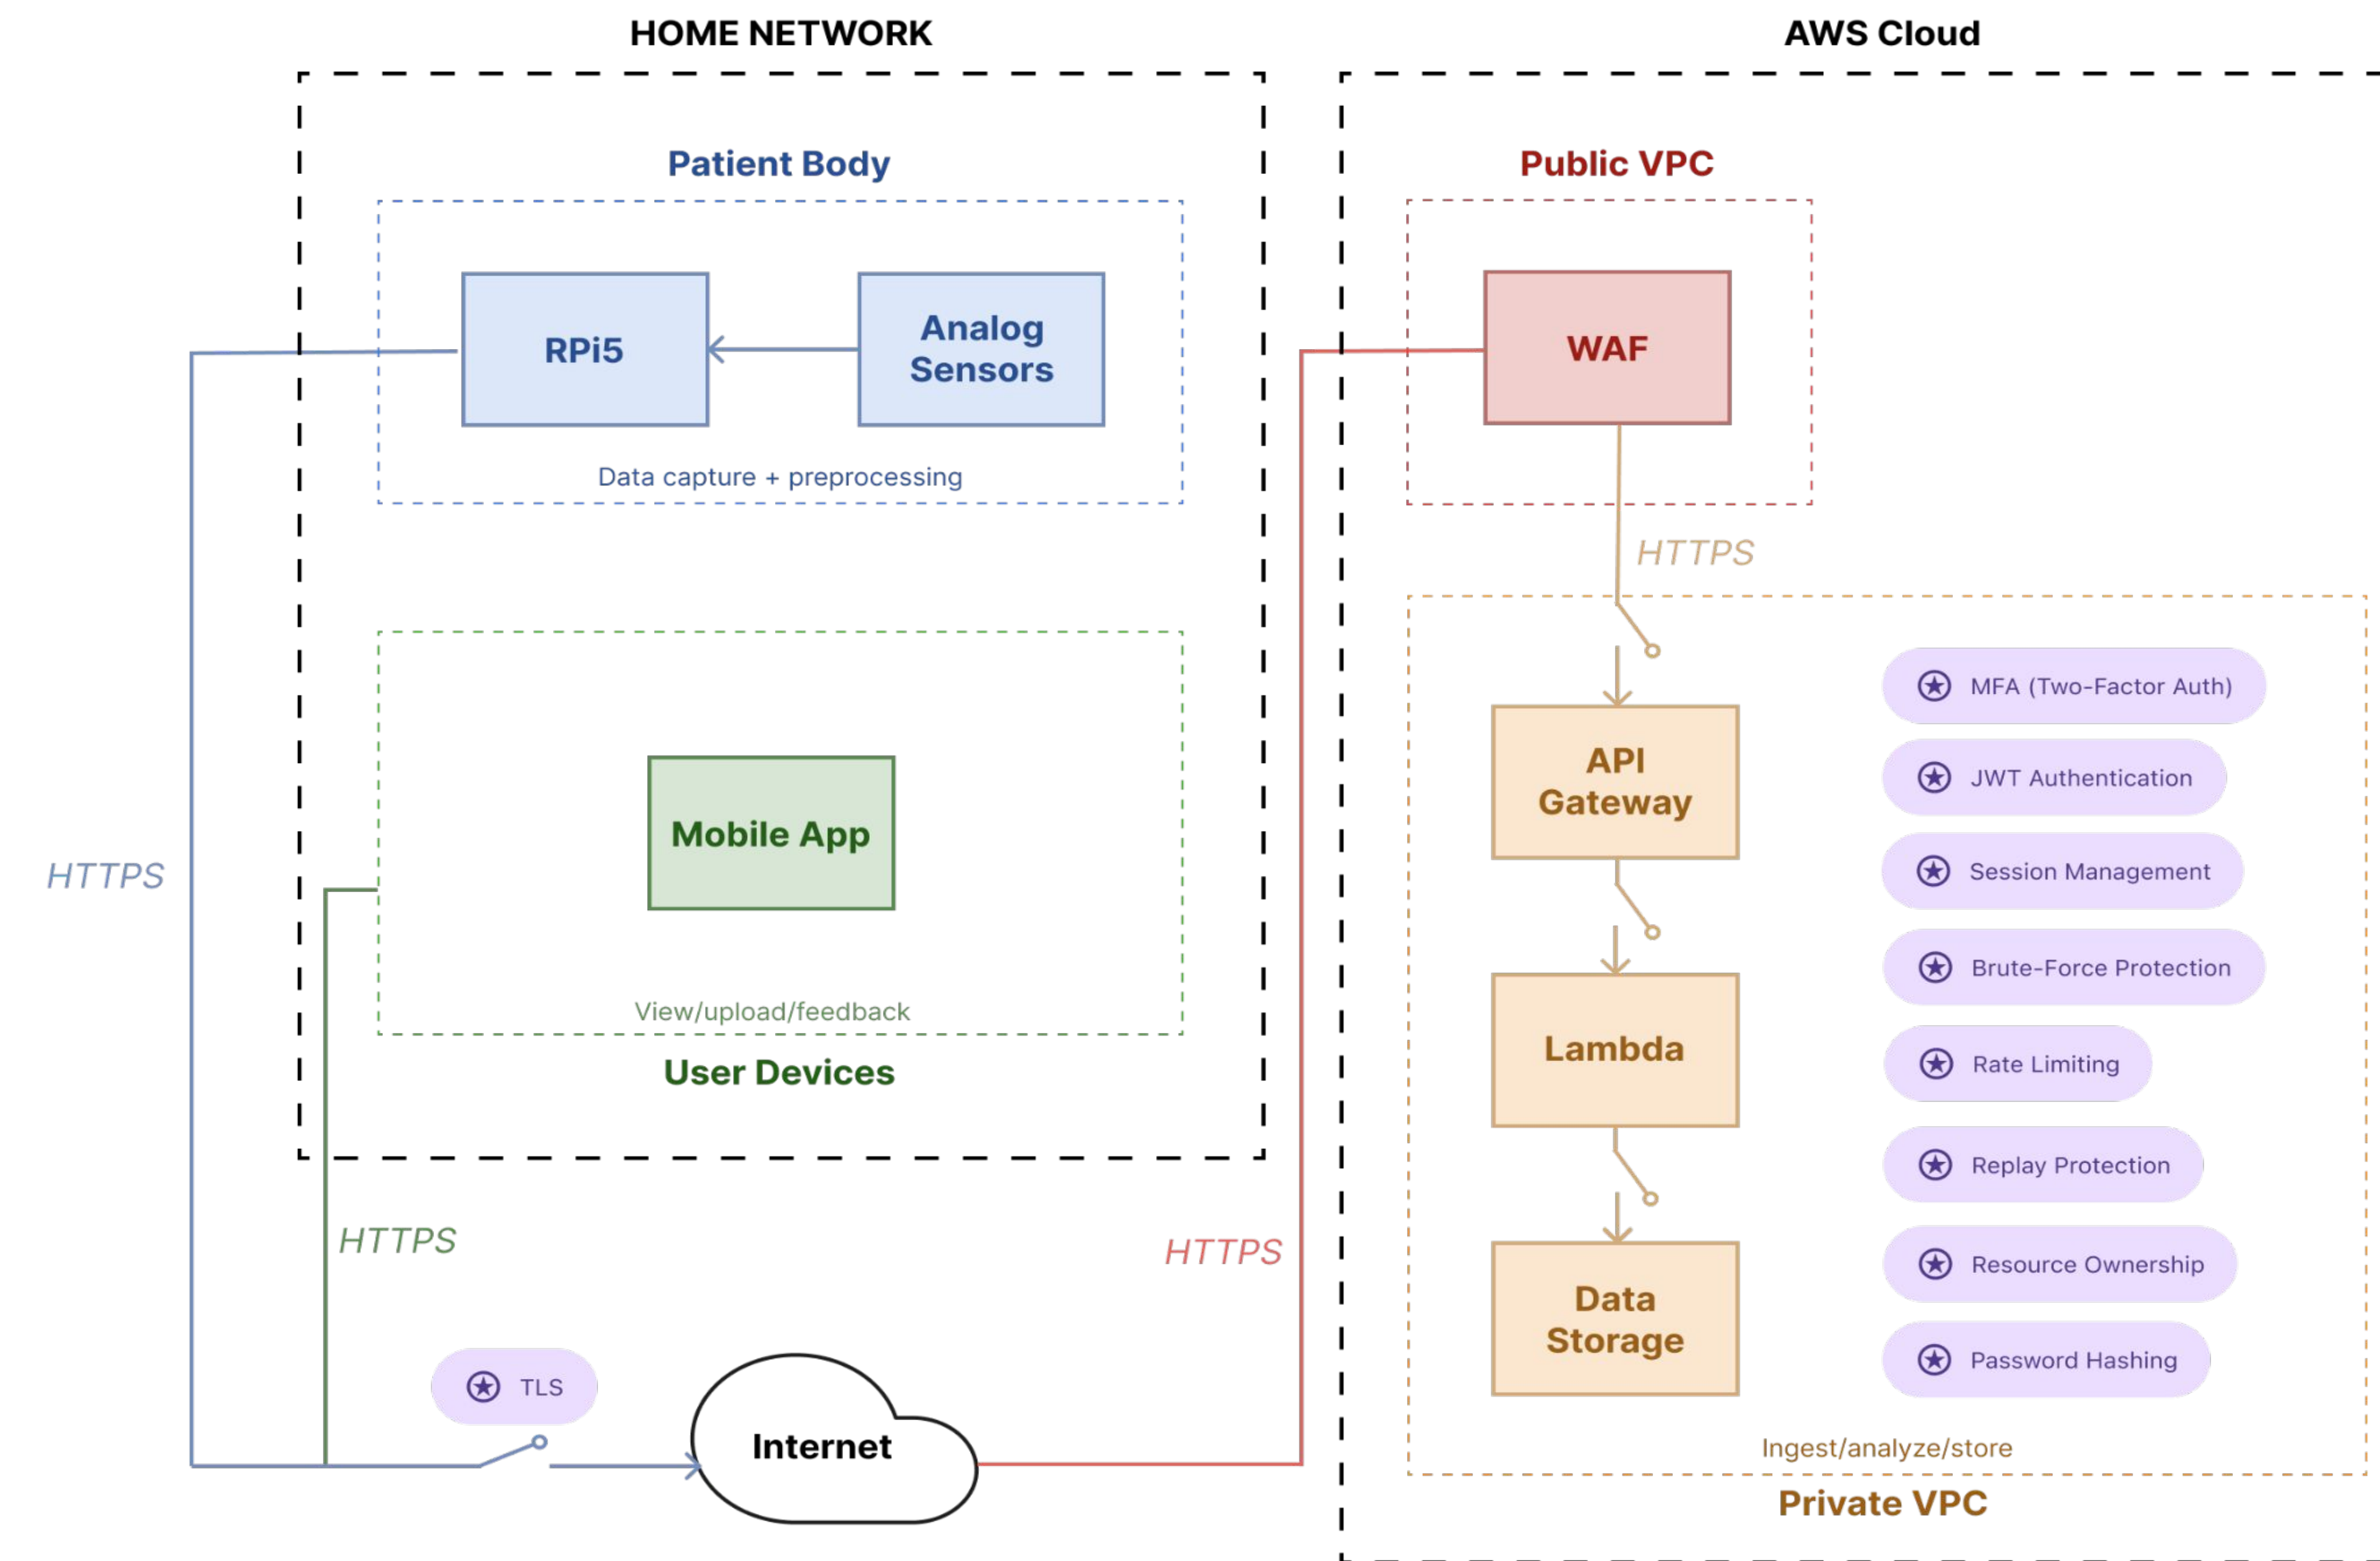 HOME NETWORK
AWS Cloud
Patient Body
Public VPC
RPi5
Analog
Sensors
WAF
Data capture + preprocessing
HTTPS
MFA (Two-Factor Auth)
API
Gateway
JWT Authentication
Mobile App
HTTPS
Session Management
Brute-Force Protection
View/upload/feedback
Lambda
Rate Limiting
User Devices
Replay Protection
HTTPS
HTTPS
Resource Ownership
Data
Storage
Password Hashing
TLS
Internet
Ingest/analyze/store
Private VPC